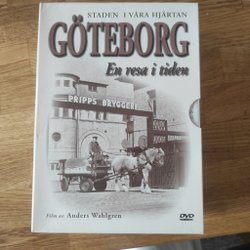 STADEN I VÅRA HJÄRTAN
GÖTEBORG
En resa i tiden
PRIPPS BRYGGERI
Film av Anders Wahlgren
DVD